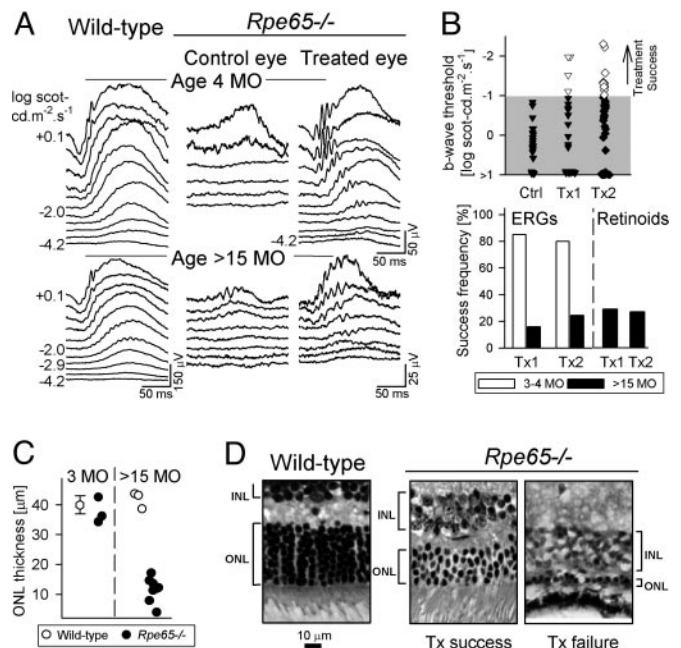 A
Wild-type
Rpe65-/-
Control eye
Treated eye
Age 4 MO
log scot-
cd.m⁻².s⁻¹
+0.1
-2.0
-4.2
-4.2
50 µV
50 ms
Age >15 MO
+0.1
-2.0
-2.9
-4.2
50 ms
150 µV
50 ms
25 µV
B
b-wave threshold
[log scot-cd.m⁻².s⁻¹]
-2
-1
0
>1
Treatment
Success
Ctrl
Tx1
Tx2
Success frequency [%]
100
80
60
40
20
0
ERGs
Retinoids
Tx1
Tx2
Tx1
Tx2
3-4 MO
>15 MO
C
ONL thickness [µm]
3 MO
>15 MO
40
30
20
10
Wild-type
Rpe65-/-
D
Wild-type
Rpe65-/-
INL
ONL
INL
ONL
INL
ONL
10 µm
Tx success
Tx failure